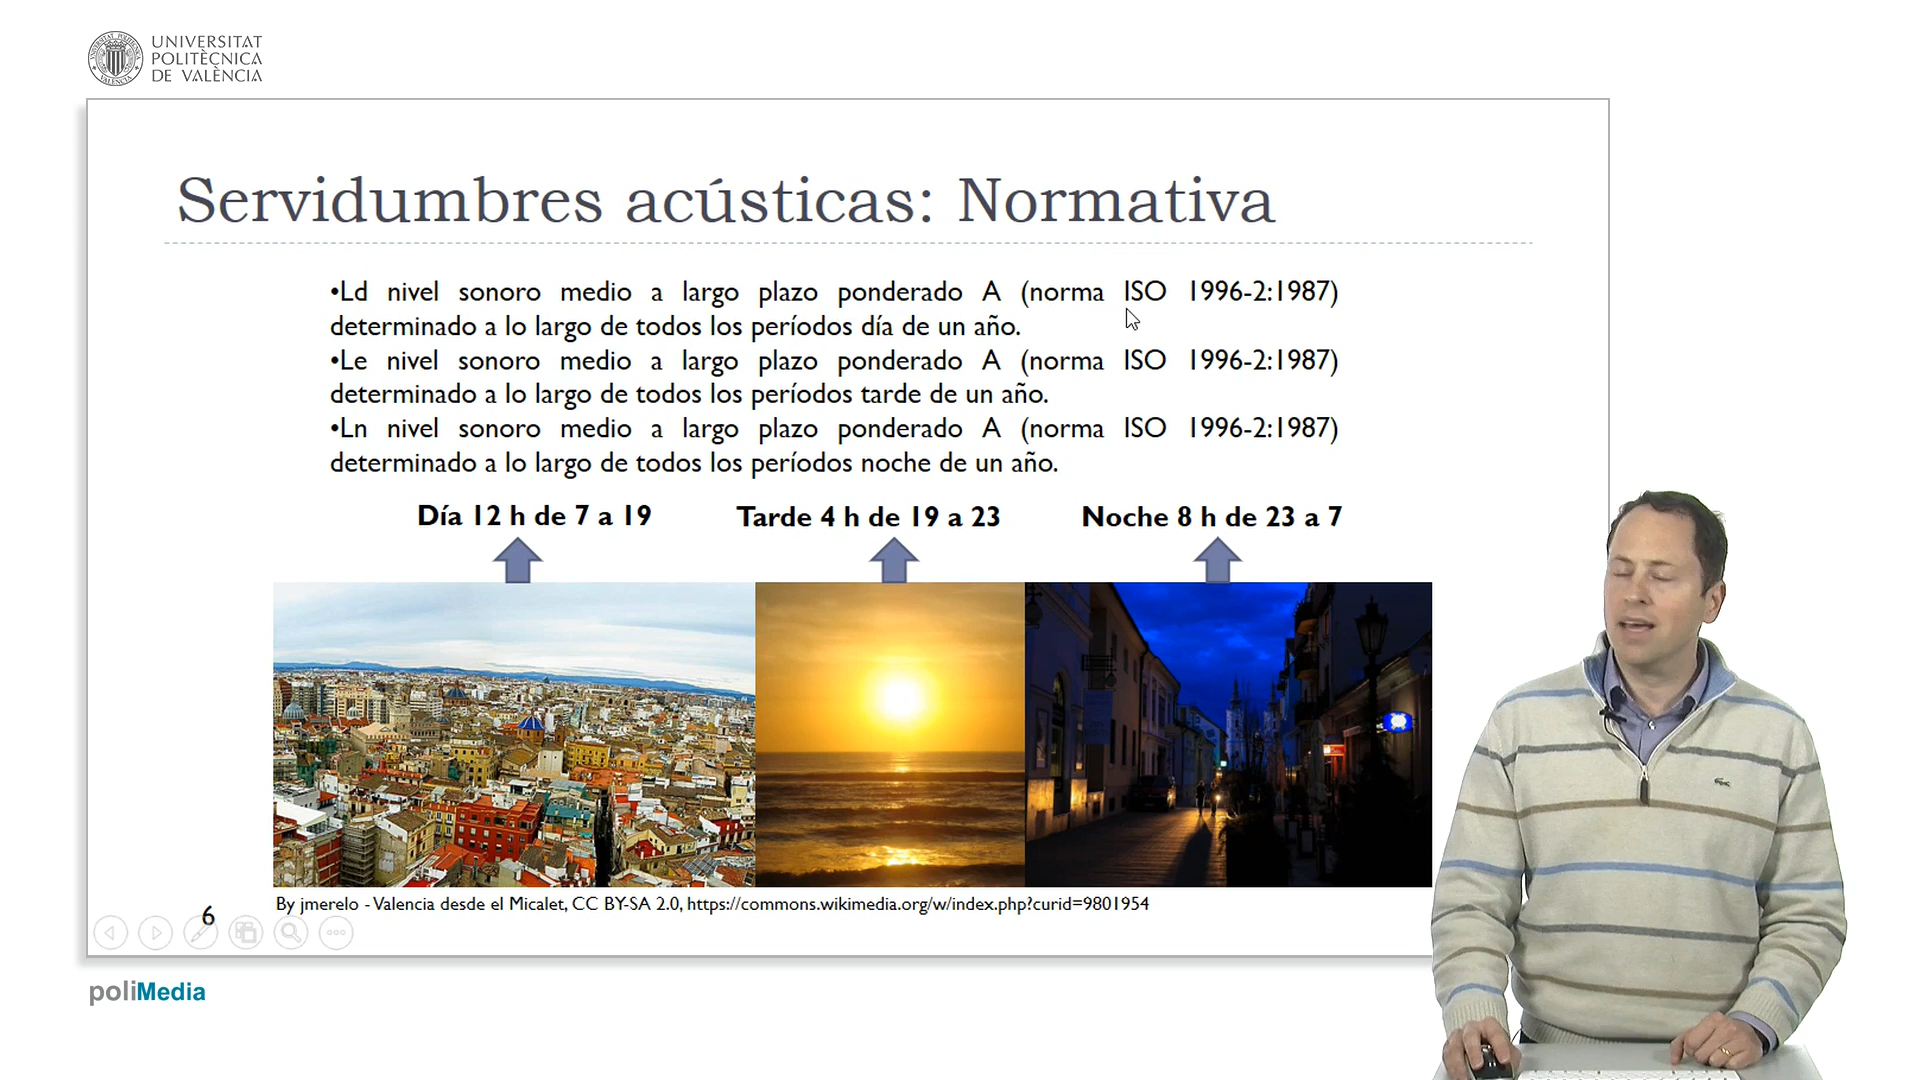 UNIVERSITAT
POLITÈCNICA
DE VALÈNCIA
Servidumbres acústicas: Normativa
•Ld nivel sonoro medio a largo plazo ponderado A (norma ISO 1996-2:1987)
determinado a lo largo de todos los períodos día de un año.
•Le nivel sonoro medio a largo plazo ponderado A (norma ISO 1996-2:1987)
determinado a lo largo de todos los períodos tarde de un año.
•Ln nivel sonoro medio a largo plazo ponderado A (norma ISO 1996-2:1987)
determinado a lo largo de todos los períodos noche de un año.
Día 12 h de 7 a 19
Tarde 4 h de 19 a 23
Noche 8 h de 23 a 7
By jmerelo - Valencia desde el Micalet, CC BY-SA 2.0, https://commons.wikimedia.org/w/index.php?curid=9801954
6
poliMedia